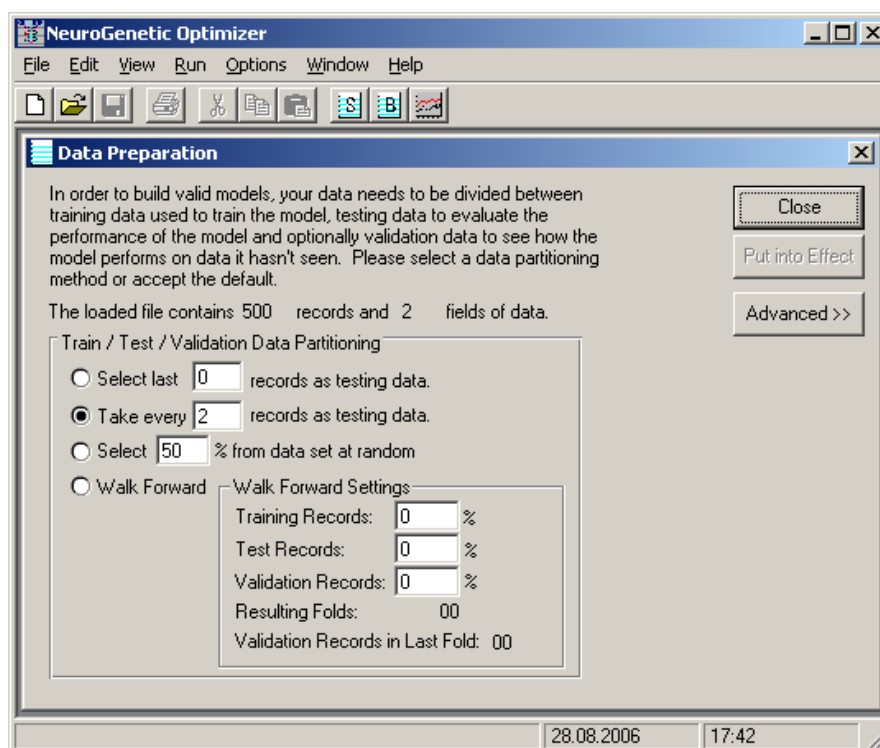 NeuroGenetic Optimizer
File Edit View Run Options Window Help
S B
Data Preparation
In order to build valid models, your data needs to be divided between
training data used to train the model, testing data to evaluate the
performance of the model and optionally validation data to see how the
model performs on data it hasn't seen. Please select a data partitioning
method or accept the default.
Close
Put into Effect
Advanced >>
The loaded file contains 500 records and 2 fields of data.
Train / Test / Validation Data Partitioning
Select last 0 records as testing data.
Take every 2 records as testing data.
Select 50 % from data set at random
Walk Forward
Walk Forward Settings
Training Records: 0 %
Test Records: 0 %
Validation Records: 0 %
Resulting Folds: 00
Validation Records in Last Fold: 00
28.08.2006 17:42